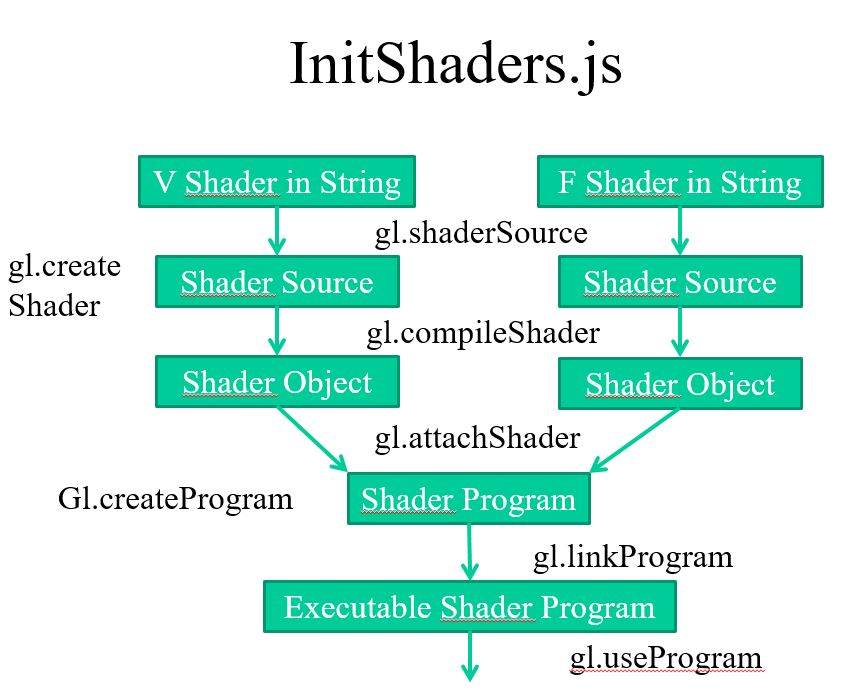 InitShaders.js
V Shader in String
F Shader in String
gl.shaderSource
gl.create
Shader
Shader Source
Shader Source
gl.compileShader
Shader Object
Shader Object
gl.attachShader
Gl.createProgram
Shader Program
gl.linkProgram
Executable Shader Program
gl.useProgram